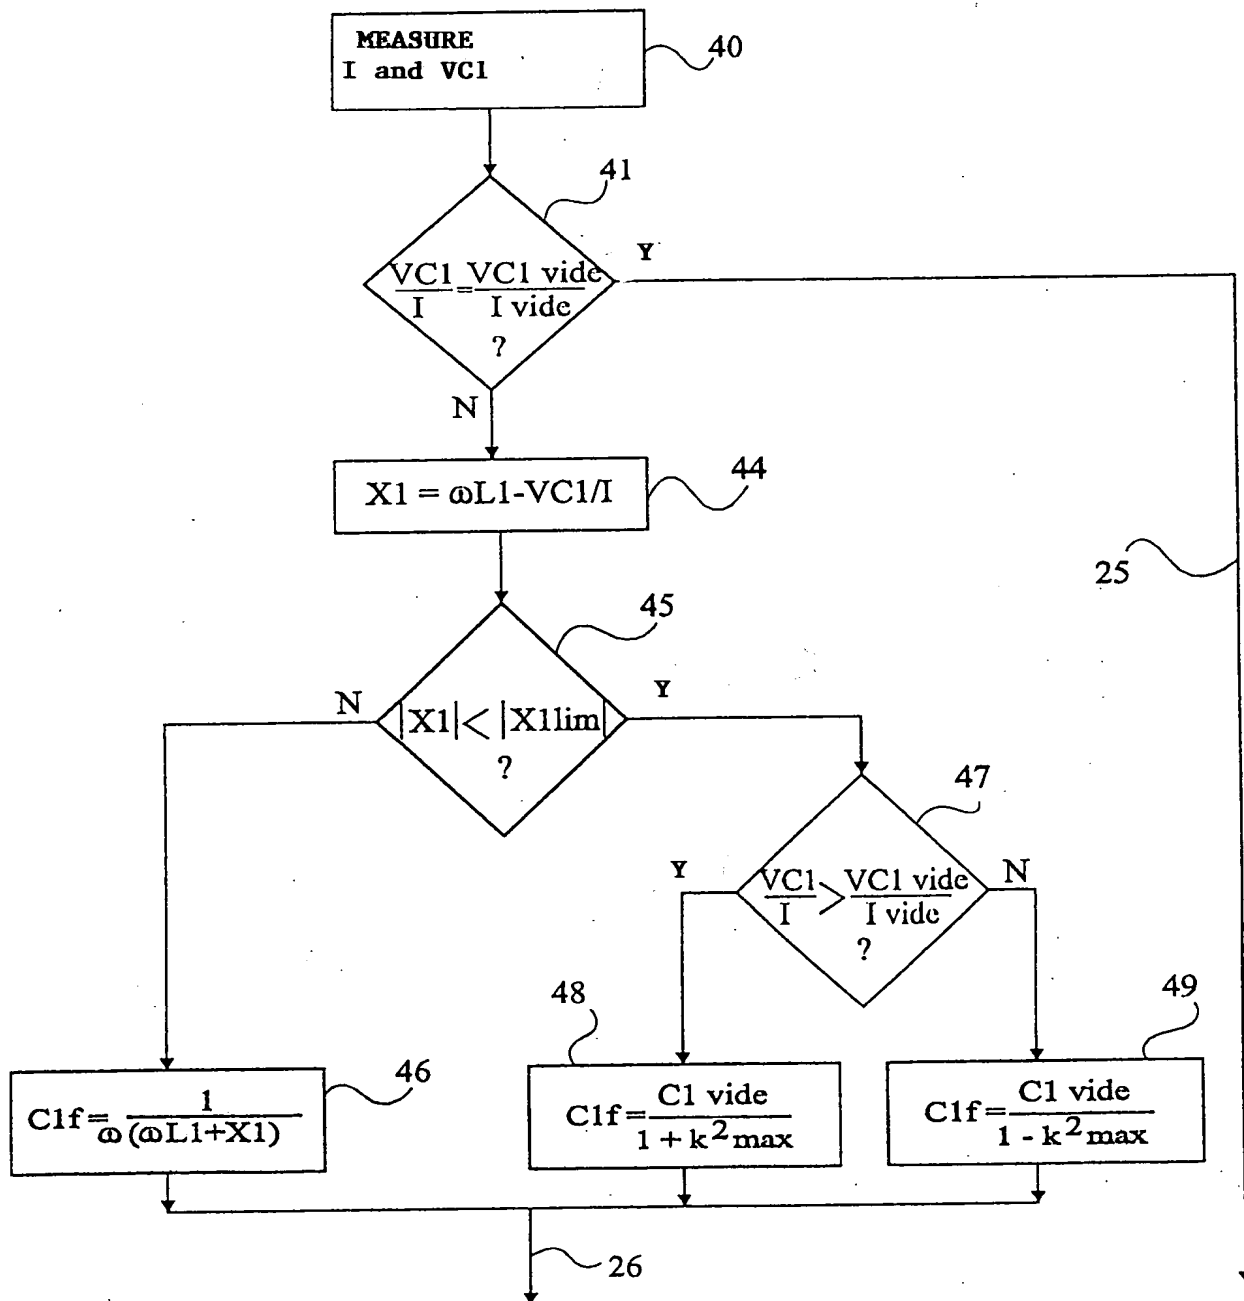 MEASURE
I and VC1
40
41
Y
VC1/I = VC1 vide/I vide
?
N
X1 = ωL1-VC1/I
44
25
45
N
Y
|X1| < |X1lim|
?
47
Y
N
VC1/I > VC1 vide/I vide
?
48
49
46
C1f = 1/ω(ωL1+X1)
C1f = C1 vide/1 + k²max
C1f = C1 vide/1 - k²max
26